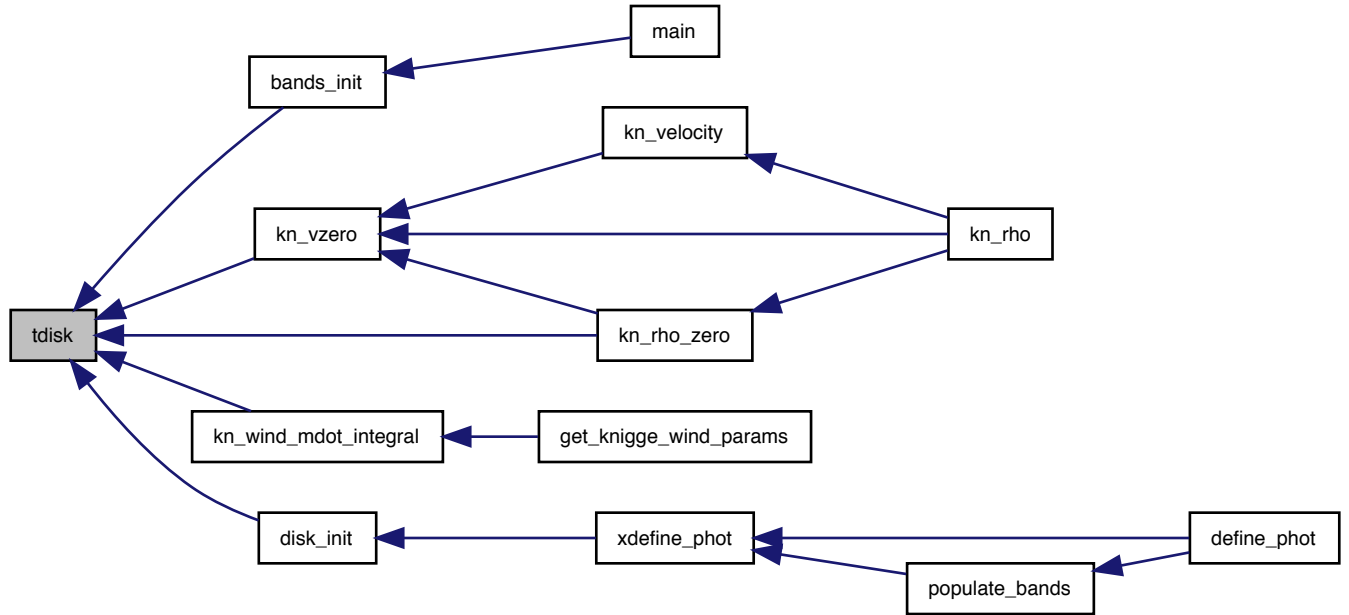 main
bands_init
kn_velocity
kn_vzero
kn_rho
tdisk
kn_rho_zero
kn_wind_mdot_integral
get_knigge_wind_params
disk_init
xdefine_phot
define_phot
populate_bands